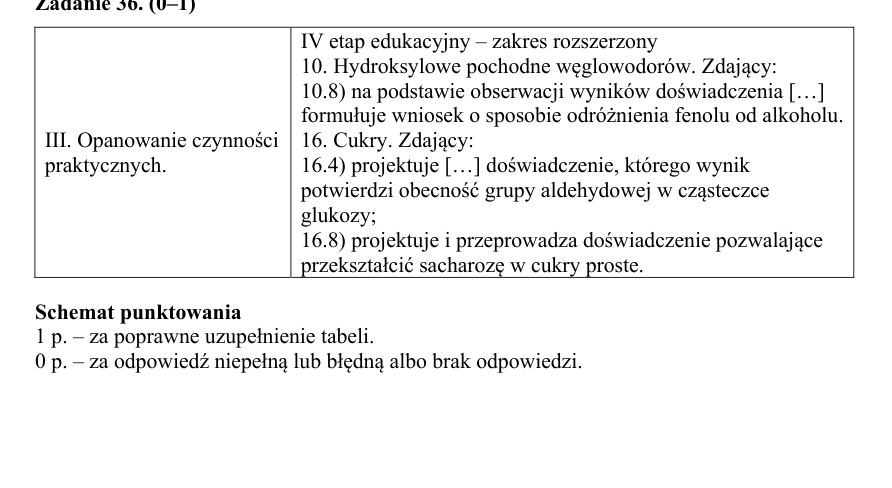 Zadanie 36. (0–1)
III. Opanowanie czynności
praktycznych.
IV etap edukacyjny – zakres rozszerzony
10. Hydroksylowe pochodne węglowodorów. Zdający:
10.8) na podstawie obserwacji wyników doświadczenia […]
formułuje wniosek o sposobie odróżnienia fenolu od alkoholu.
16. Cukry. Zdający:
16.4) projektuje […] doświadczenie, którego wynik
potwierdzi obecność grupy aldehydowej w cząsteczce
glukozy;
16.8) projektuje i przeprowadza doświadczenie pozwalające
przekształcić sacharozę w cukry proste.
Schemat punktowania
1 p. – za poprawne uzupełnienie tabeli.
0 p. – za odpowiedź niepełną lub błędną albo brak odpowiedzi.